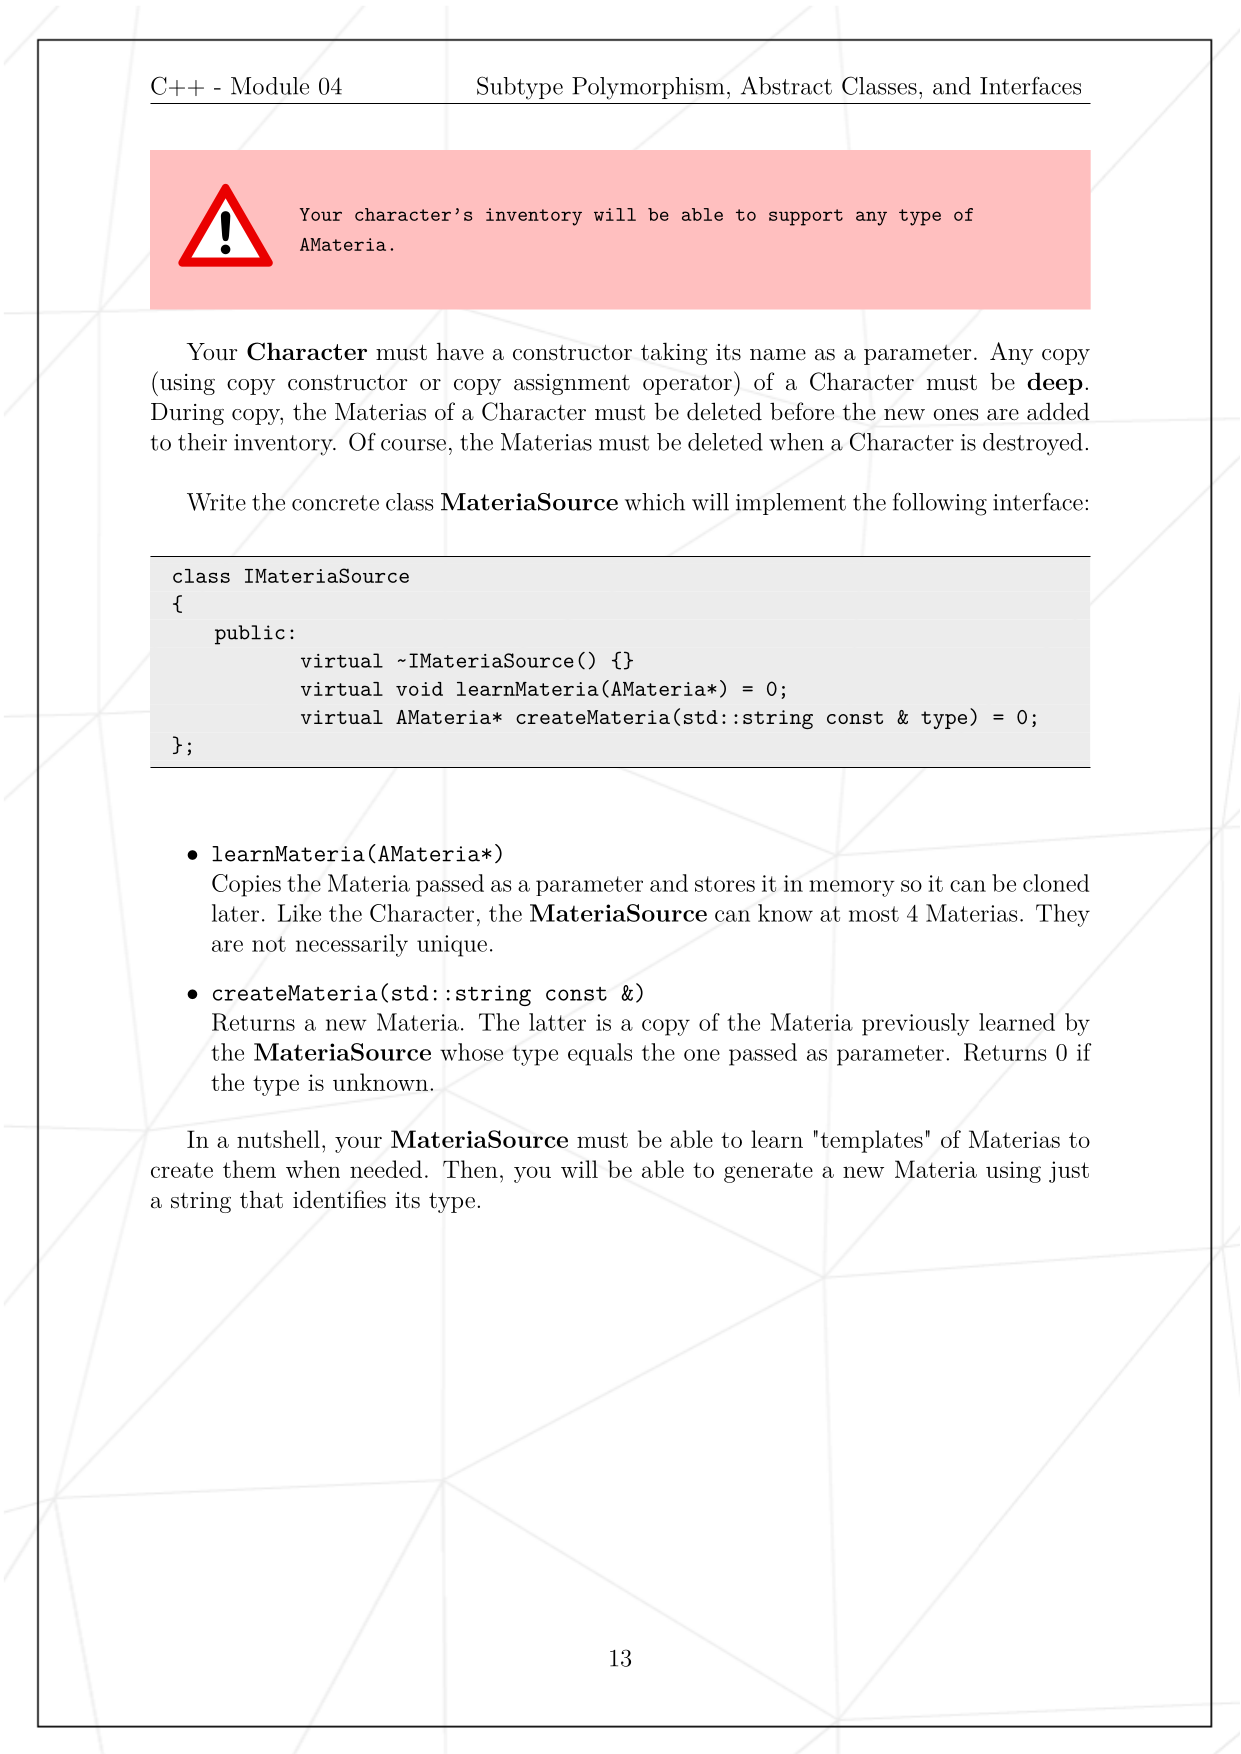 C++ - Module 04 Subtype Polymorphism, Abstract Classes, and Interfaces
Your character's inventory will be able to support any type of
AMateria.
Your Character must have a constructor taking its name as a parameter. Any copy
(using copy constructor or copy assignment operator) of a Character must be deep.
During copy, the Materias of a Character must be deleted before the new ones are added
to their inventory. Of course, the Materias must be deleted when a Character is destroyed.
Write the concrete class MateriaSource which will implement the following interface:
class IMateriaSource
{
public:
virtual ~IMateriaSource() {}
virtual void learnMateria(AMateria*) = 0;
virtual AMateria* createMateria(std::string const & type) = 0;
};
• learnMateria(AMateria*)
Copies the Materia passed as a parameter and stores it in memory so it can be cloned
later. Like the Character, the MateriaSource can know at most 4 Materias. They
are not necessarily unique.
• createMateria(std::string const &)
Returns a new Materia. The latter is a copy of the Materia previously learned by
the MateriaSource whose type equals the one passed as parameter. Returns 0 if
the type is unknown.
In a nutshell, your MateriaSource must be able to learn "templates" of Materias to
create them when needed. Then, you will be able to generate a new Materia using just
a string that identifies its type.
13